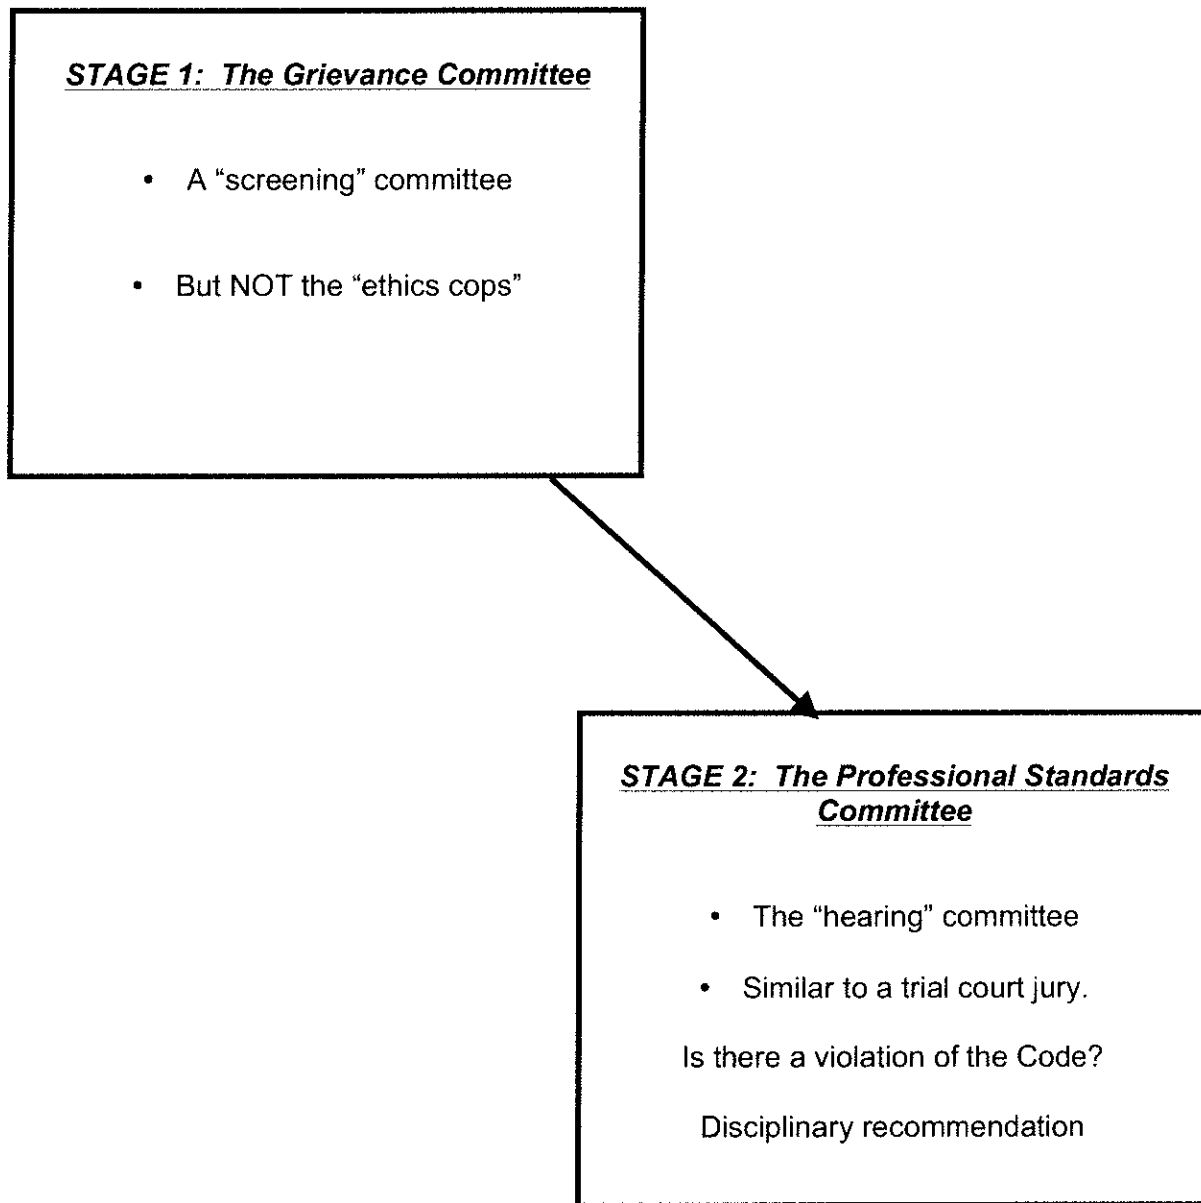 STAGE 1: The Grievance Committee
• A “screening” committee
• But NOT the “ethics cops”
STAGE 2: The Professional Standards
Committee
• The “hearing” committee
• Similar to a trial court jury.
Is there a violation of the Code?
Disciplinary recommendation